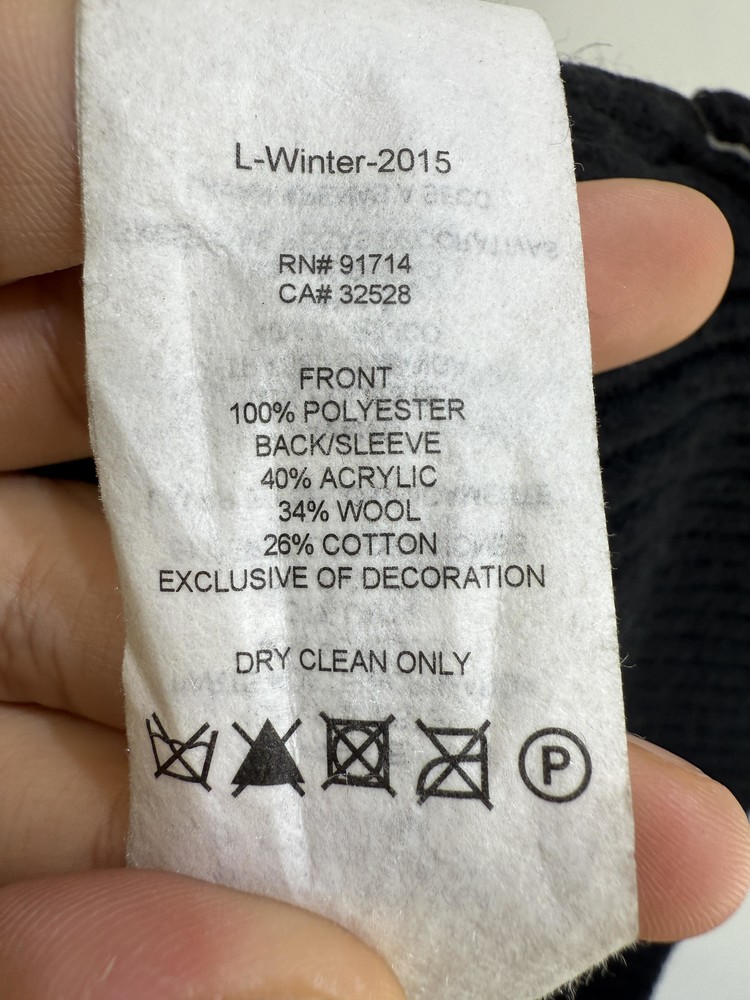 L-Winter-2015
RN# 91714
CA# 32528
FRONT
100% POLYESTER
BACK/SLEEVE
40% ACRYLIC
34% WOOL
26% COTTON
EXCLUSIVE OF DECORATION
DRY CLEAN ONLY
P